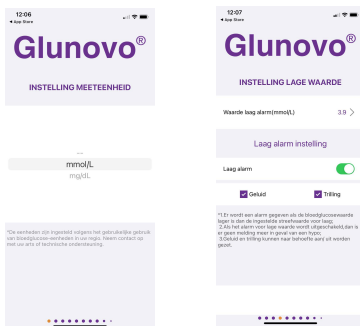 12:06
◂ App Store
Glunovo®
INSTELLING MEETEENHEID
---
mmol/L
mg/dL
*De eenheden zijn ingesteld volgens het gebruikelijke gebruik
van bloedglucose-eenheden in uw regio. Neem contact op
met uw arts of technische ondersteuning.
12:07
◂ App Store
Glunovo®
INSTELLING LAGE WAARDE
Waarde laag alarm(mmol/L) 3.9 >
Laag alarm instelling
Laag alarm
Geluid Trilling
*1.Er wordt een alarm gegeven als de bloedglucosewaarde
lager is dan de ingestelde streefwaarde voor laag;
2.Als het alarm voor lage waarde wordt uitgeschakeld,dan is
er geen melding meer in geval van een hypo;
3.Geluid en trilling kunnen naar behoefte aan/ uit worden
gezet.